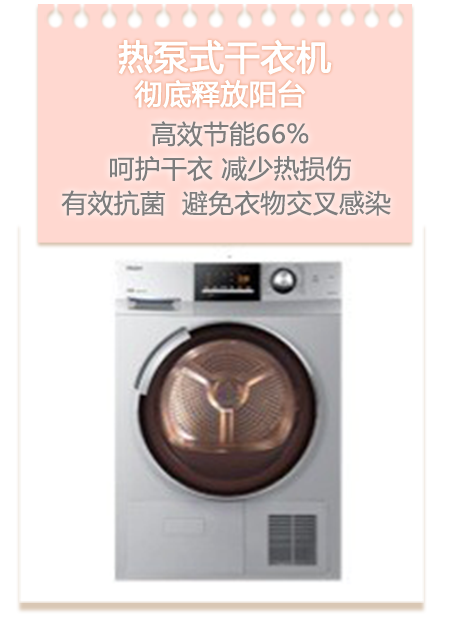 热泵式干衣机
彻底释放阳台
高效节能66%
呵护干衣 减少热损伤
有效抗菌 避免衣物交叉感染
Haier